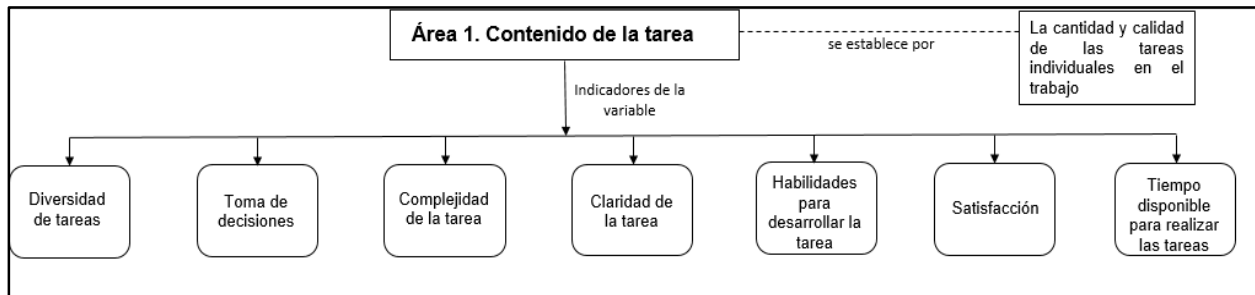 Área 1. Contenido de la tarea
se establece por
La cantidad y calidad
de las tareas
individuales en el
trabajo
Indicadores de la
variable
Diversidad
de tareas
Toma de
decisiones
Complejidad
de la tarea
Claridad de
la tarea
Habilidades
para
desarrollar la
tarea
Satisfacción
Tiempo
disponible
para realizar
las tareas